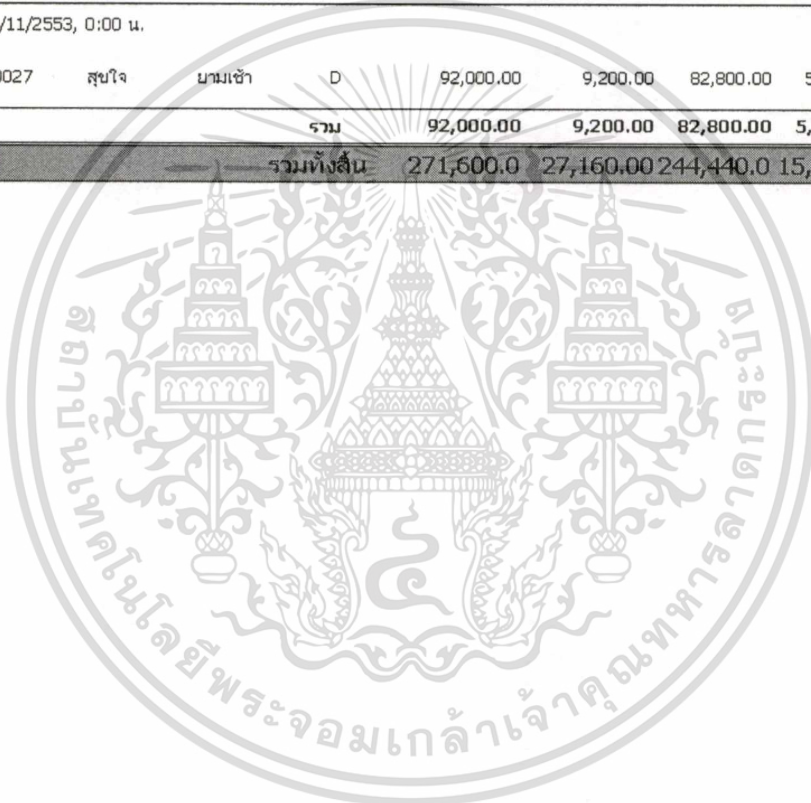 /11/2553, 0:00 น.
0027 สุขใจ ยามเช้า D 92,000.00 9,200.00 82,800.00 5
รวม 92,000.00 9,200.00 82,800.00 5,
รวมทั้งสิ้น 271,600.0 27,160.00 244,440.0 15,
สถาบันเทคโนโลยีพระจอมเกล้าเจ้าคุณทหารลาดกระบัง